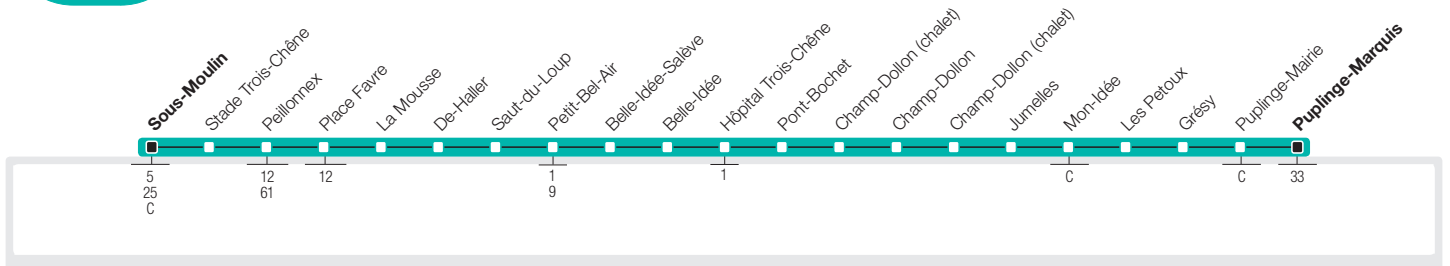 Sous-Moulin
Stade Trois-Chêne
Peillonnex
Place Favre
La Mousse
De-Haller
Saut-du-Loup
Petit-Bel-Air
Belle-Idée-Salève
Belle-Idée
Hôpital Trois-Chêne
Pont-Bochet
Champ-Dollon (chalet)
Champ-Dollon
Champ-Dollon (chalet)
Jumelles
Mon-Idée
Les Petoux
Grésy
Puplinge-Mairie
Puplinge-Marquis
5
25
C
12
61
12
1
9
1
C
C
33